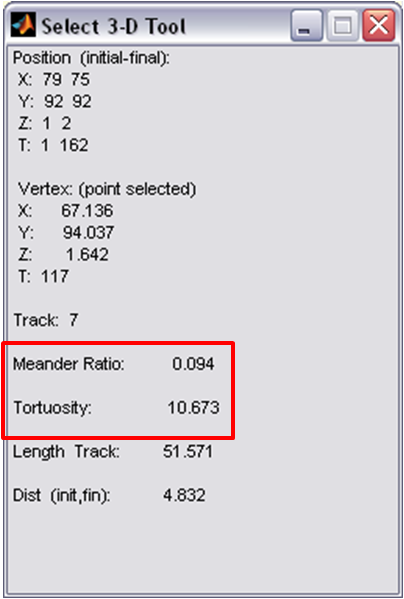 Select 3-D Tool
Position (initial-final):
X: 79 75
Y: 92 92
Z: 1 2
T: 1 162
Vertex: (point selected)
X: 67.136
Y: 94.037
Z: 1.642
T: 117
Track: 7
Meander Ratio: 0.094
Tortuosity: 10.673
Length Track: 51.571
Dist (init,fin): 4.832